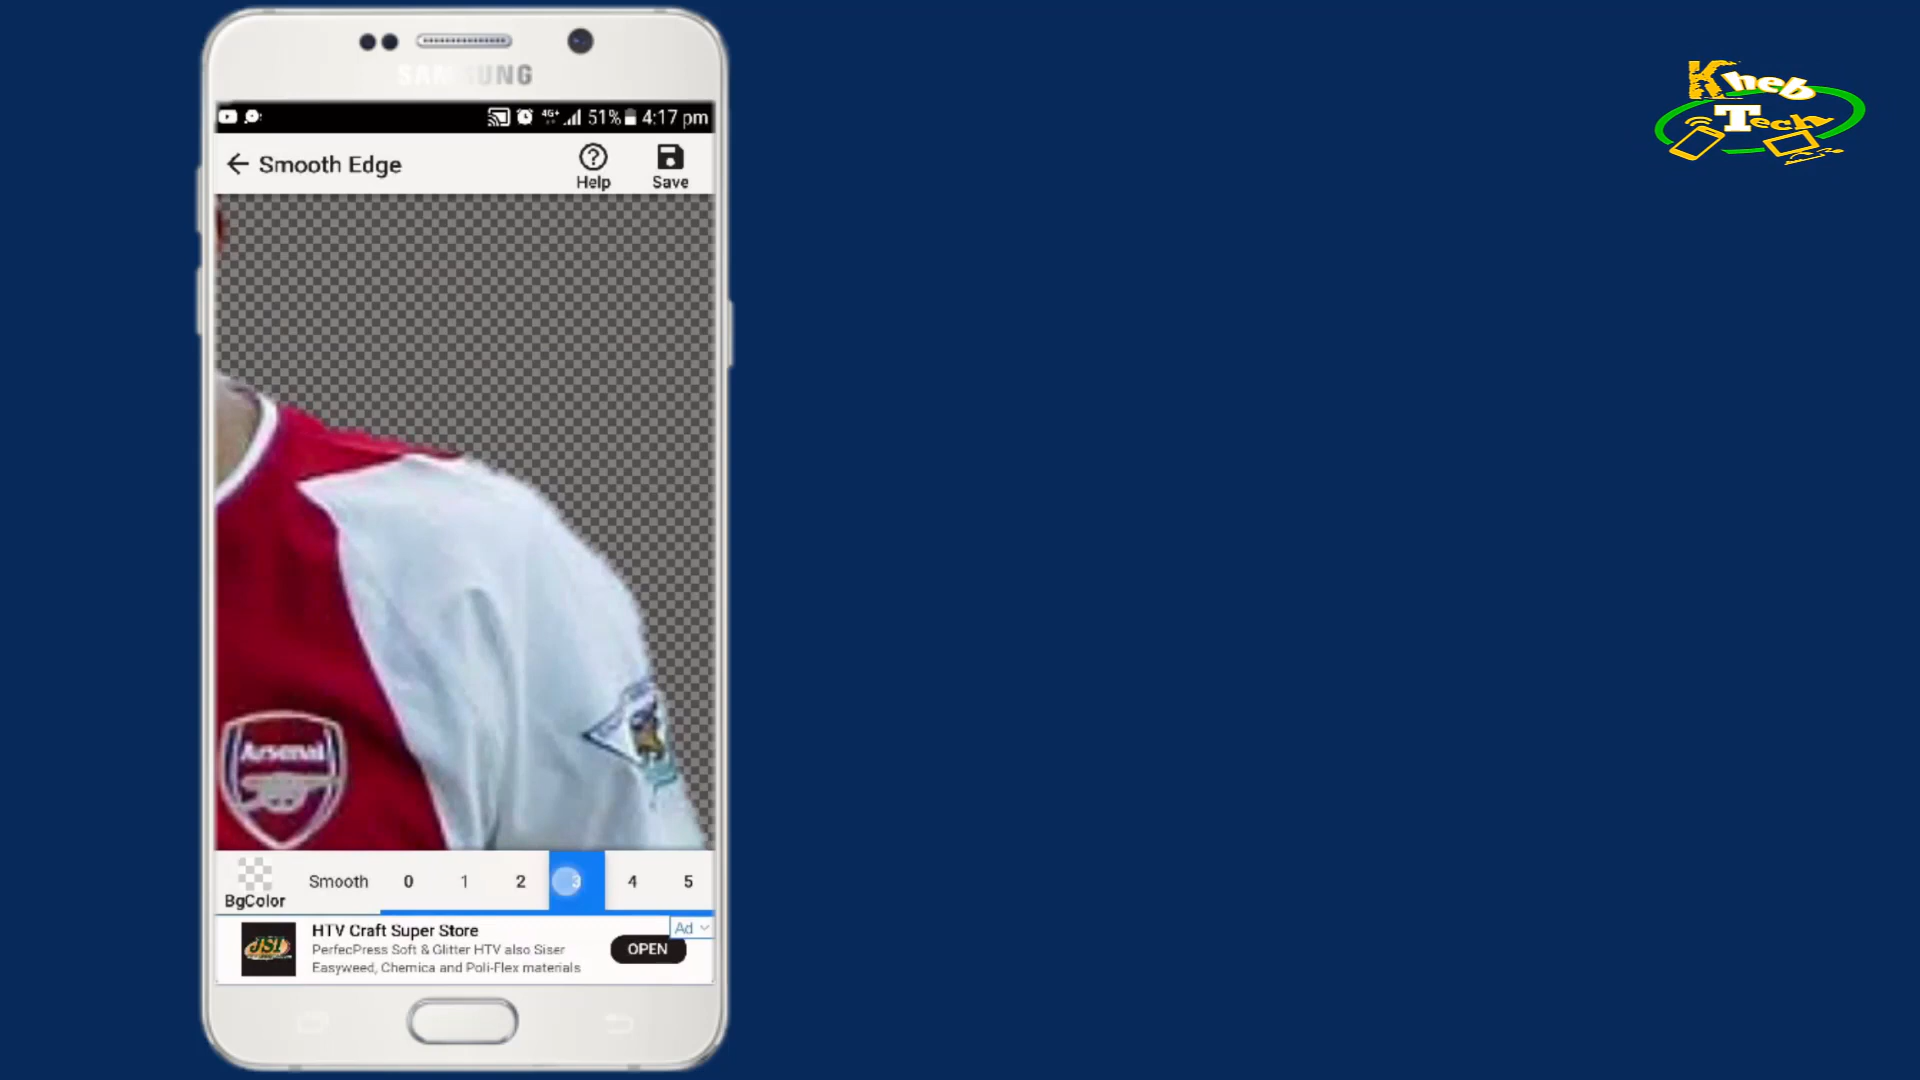 Kheb
Tech
SAMSUNG
4G+ 51% 4:17 pm
Smooth Edge
Help
Save
Arsenal
BgColor
Smooth 0 1 2 3 4 5
HTV Craft Super Store
Ad
PerfecPress Soft & Glitter HTV also Siser
Easyweed, Chemica and Poli-Flex materials
OPEN
JSI